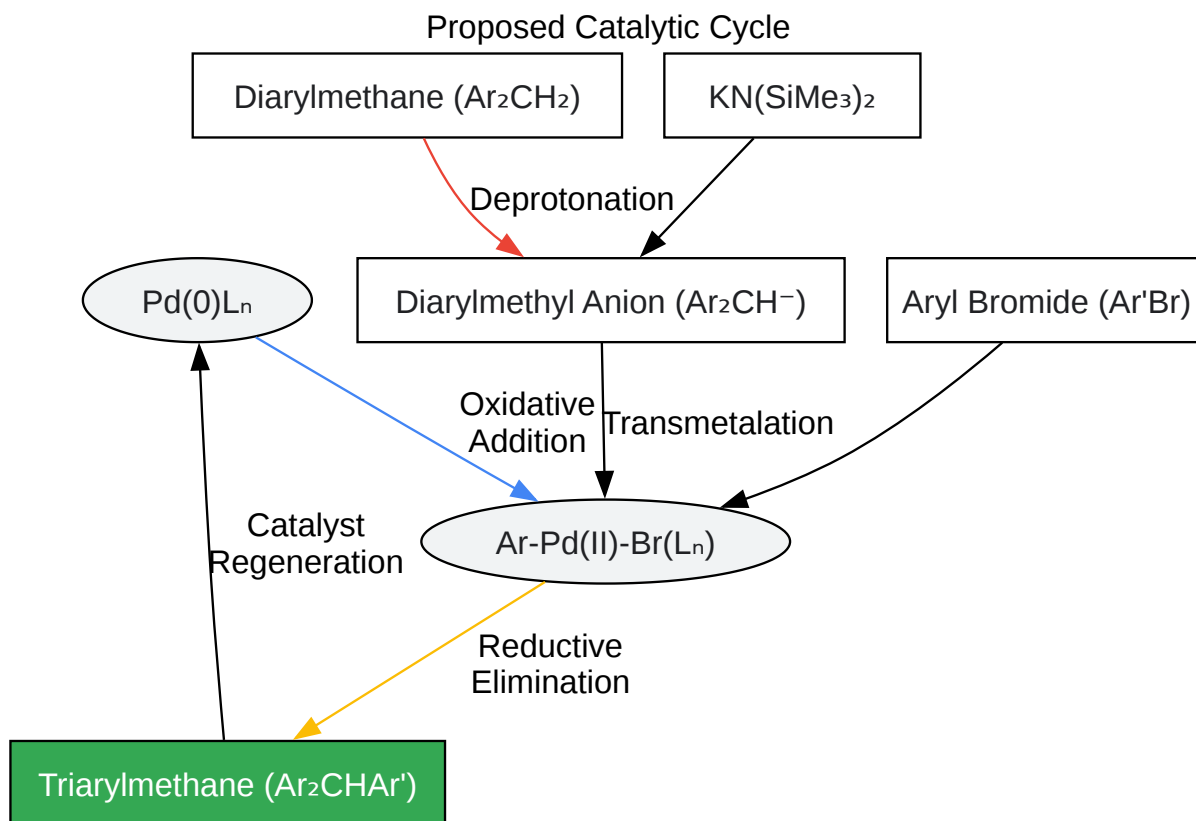 Proposed Catalytic Cycle
Diarylmethane (Ar₂CH₂)
KN(SiMe₃)₂
Deprotonation
Pd(0)Lₙ
Diarylmethyl Anion (Ar₂CH⁻)
Aryl Bromide (Ar'Br)
Oxidative
Addition
Transmetalation
Catalyst
Regeneration
Ar-Pd(II)-Br(Lₙ)
Reductive
Elimination
Triarylmethane (Ar₂CHAr')